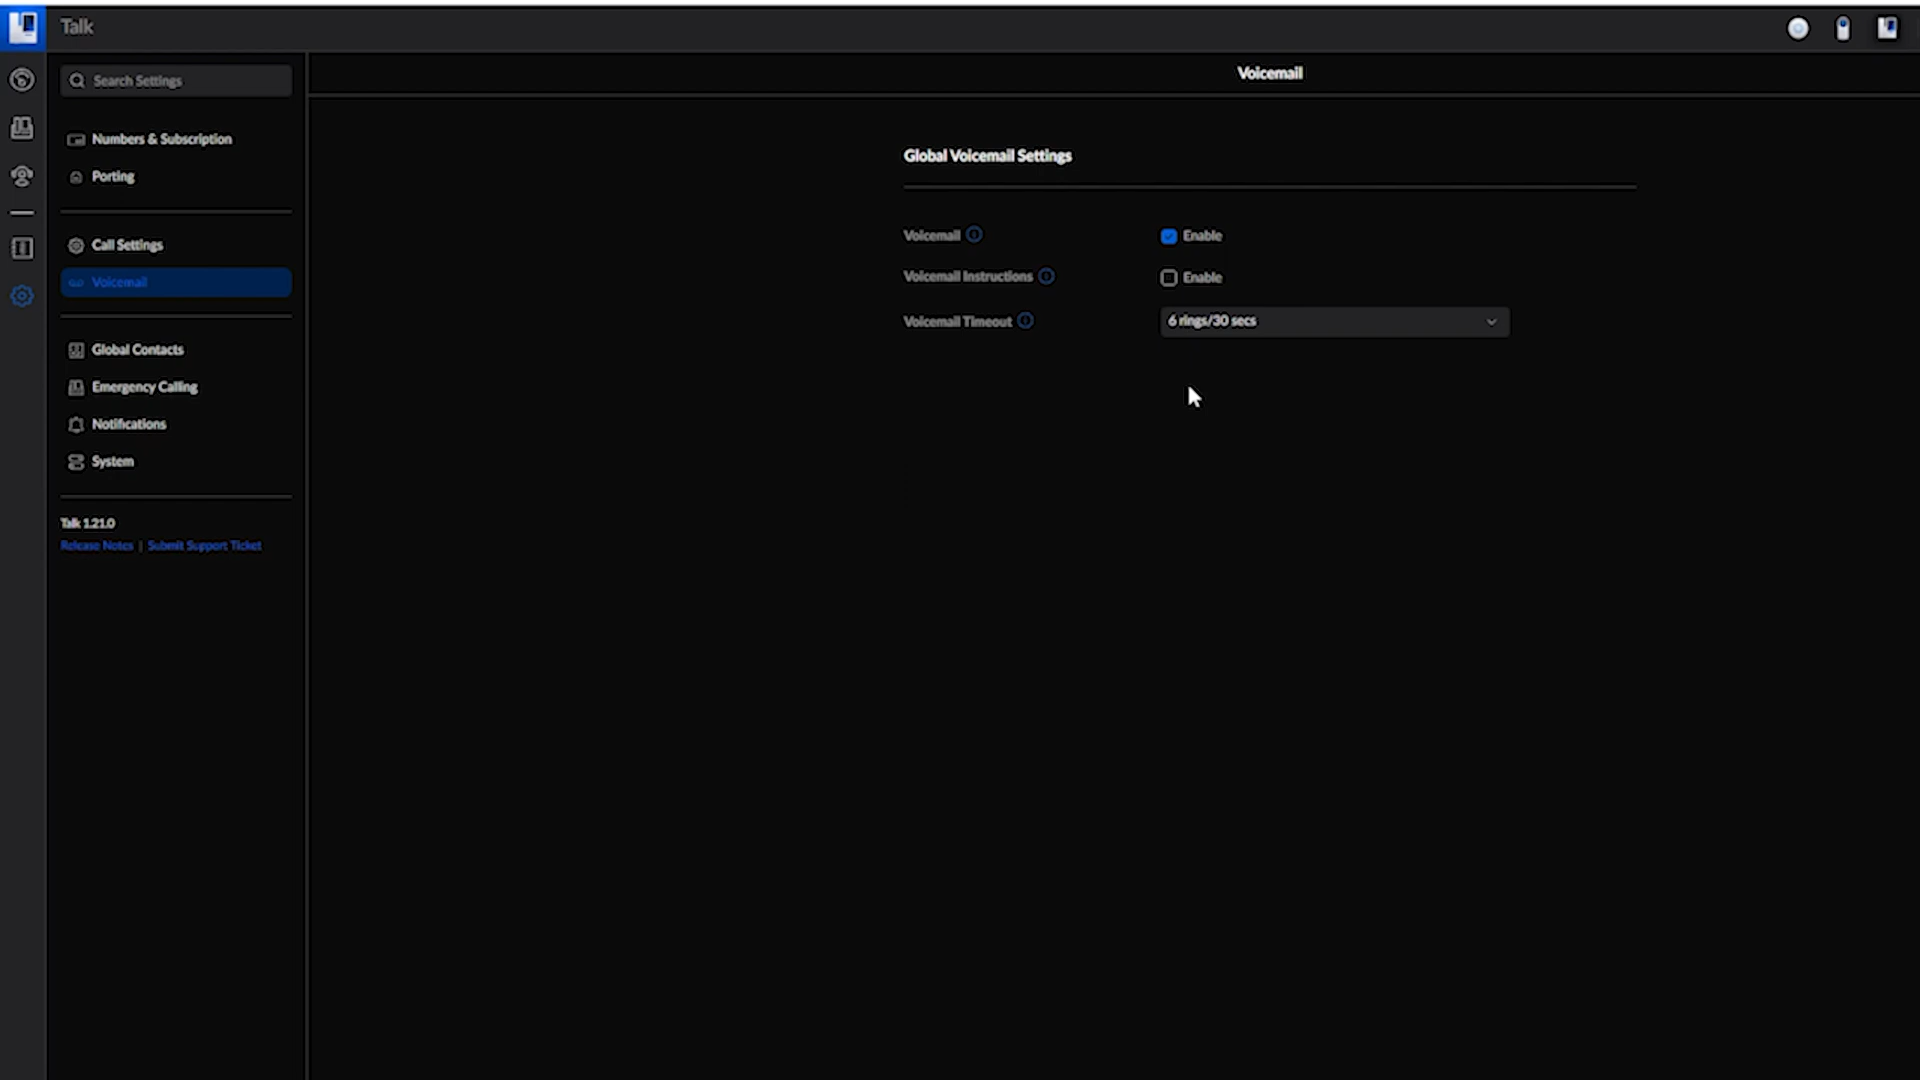 Talk
Search Settings
Voicemail
Numbers & Subscription
Porting
Call Settings
Voicemail
Global Contacts
Emergency Calling
Notifications
System
Talk 1.21.0
Release Notes | Submit Support Ticket
Global Voicemail Settings
Voicemail Enable
Voicemail Instructions Enable
Voicemail Timeout 6 rings/30 secs